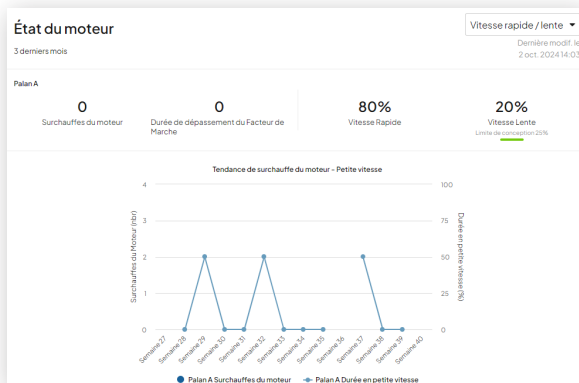 État du moteur
Vitesse rapide / lente
3 derniers mois
Dernière modif. le
2 oct. 2024 14:03
Palan A
0
Surchauffes du moteur
0
Durée de dépassement du Facteur de
Marche
80%
Vitesse Rapide
20%
Vitesse Lente
Limite de conception 25%
Tendance de surchauffe du moteur - Petite vitesse
Surchauffes du Moteur (nbr)
4
3
2
1
0
100
75
50
25
0
Durée en petite vitesse (%)
Semaine 27
Semaine 28
Semaine 29
Semaine 30
Semaine 31
Semaine 32
Semaine 33
Semaine 34
Semaine 35
Semaine 36
Semaine 37
Semaine 38
Semaine 39
Semaine 40
Palan A Surchauffes du moteur
Palan A Durée en petite vitesse